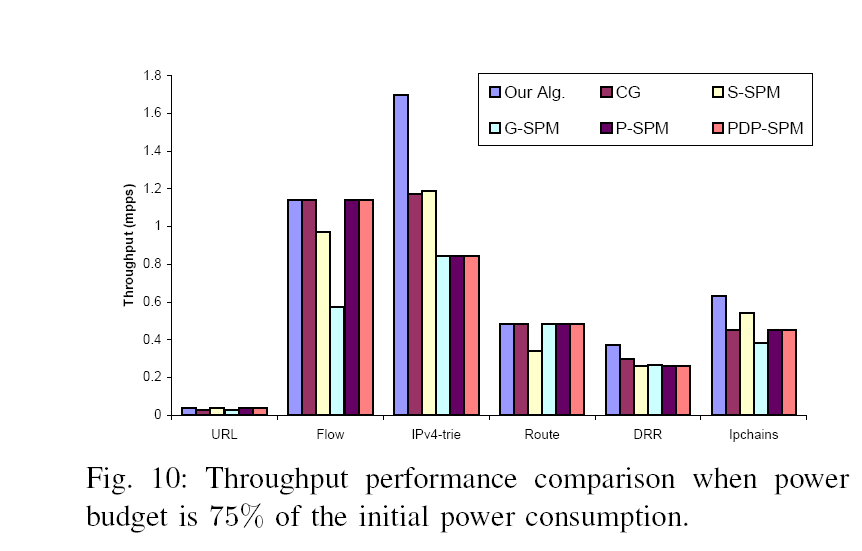 1.8
1.6
1.4
1.2
1
0.8
0.6
0.4
0.2
0
Throughput (mpps)
Our Alg. CG S-SPM
G-SPM P-SPM PDP-SPM
URL Flow IPv4-trie Route DRR Ipchains
Fig. 10: Throughput performance comparison when power
budget is 75% of the initial power consumption.